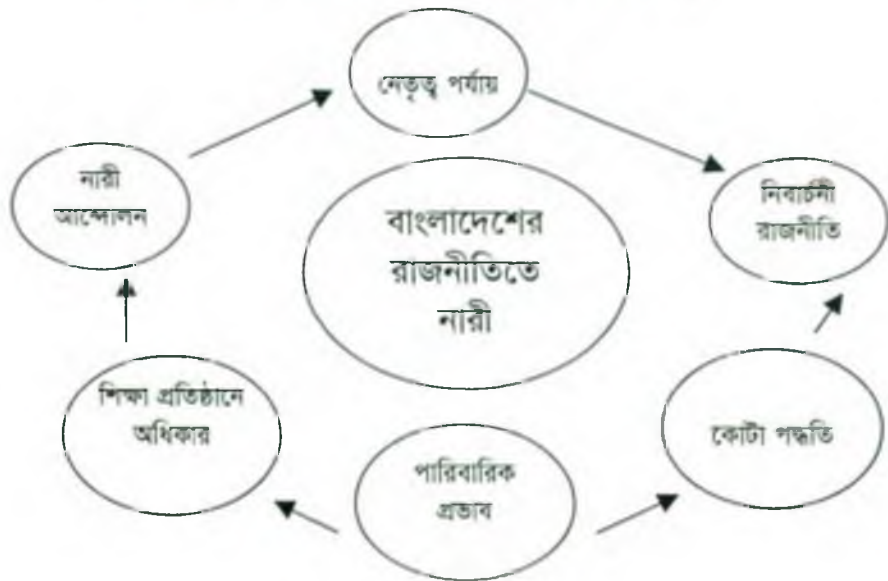 নেতৃত্ব পর্যায়
নারী
আন্দোলন
নির্বাচনী
রাজনীতি
বাংলাদেশের
রাজনীতিতে
নারী
শিক্ষা প্রতিষ্ঠানে
অধিকার
কোটা পদ্ধতি
পারিবারিক
প্রভাব